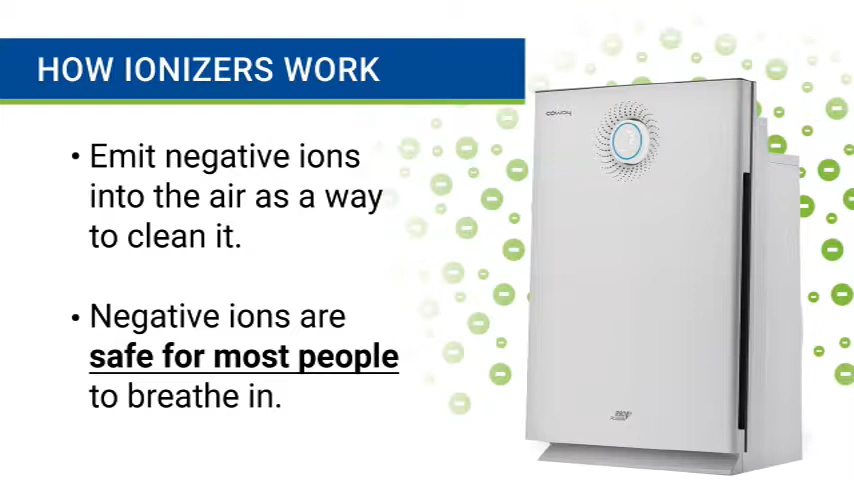 HOW IONIZERS WORK
• Emit negative ions
into the air as a way
to clean it.
• Negative ions are
safe for most people
to breathe in.
coway